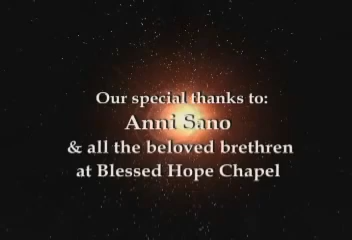 Our special thanks to:
Anni Sano
& all the beloved brethren
at Blessed Hope Chapel